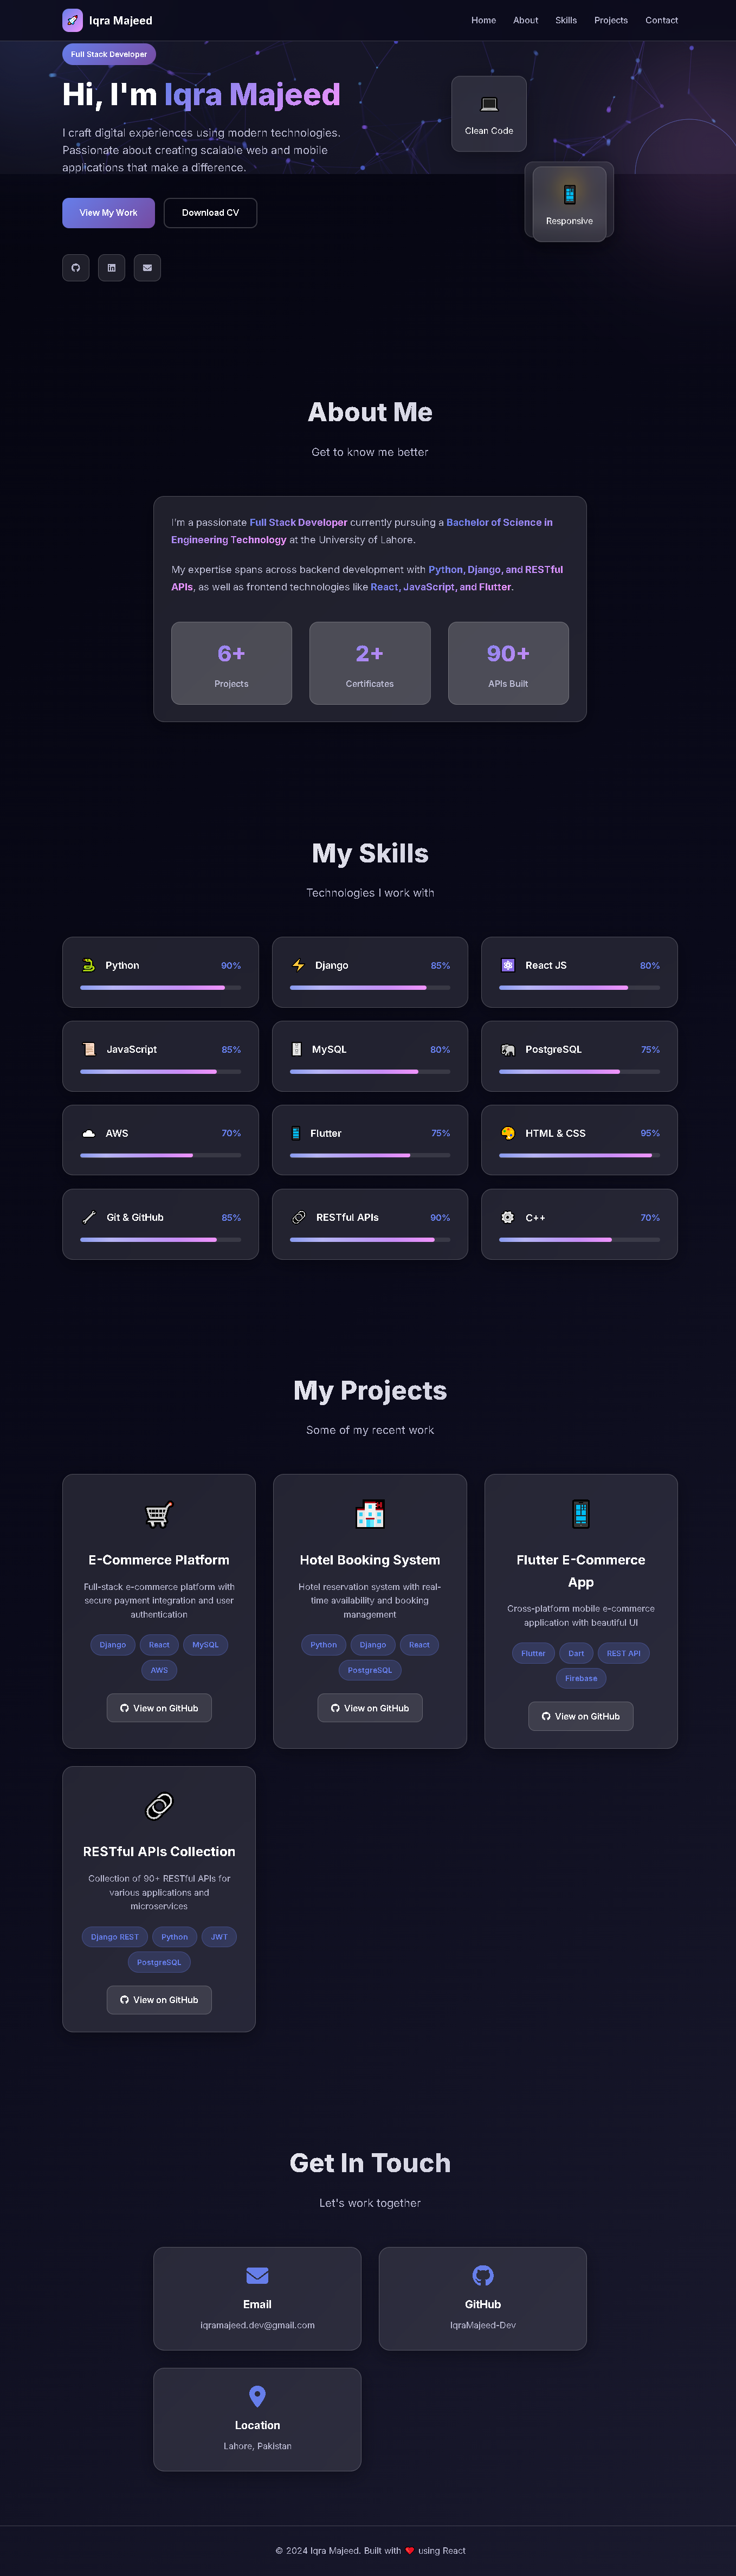 Iqra Majeed
Home About Skills Projects Contact
Full Stack Developer
Hi, I'm Iqra Majeed
I craft digital experiences using modern technologies.
Passionate about creating scalable web and mobile
applications that make a difference.
View My Work Download CV
Clean Code
Responsive
About Me
Get to know me better
I'm a passionate Full Stack Developer currently pursuing a Bachelor of Science in
Engineering Technology at the University of Lahore.
My expertise spans across backend development with Python, Django, and RESTful
APIs, as well as frontend technologies like React, JavaScript, and Flutter.
6+ 2+ 90+
Projects Certificates APIs Built
My Skills
Technologies I work with
Python 90% Django 85% React JS 80%
JavaScript 85% MySQL 80% PostgreSQL 75%
AWS 70% Flutter 75% HTML & CSS 95%
Git & GitHub 85% RESTful APIs 90% C++ 70%
My Projects
Some of my recent work
E-Commerce Platform
Full-stack e-commerce platform with
secure payment integration and user
authentication
Django React MySQL
AWS
View on GitHub
Hotel Booking System
Hotel reservation system with real-
time availability and booking
management
Python Django React
PostgreSQL
View on GitHub
Flutter E-Commerce
App
Cross-platform mobile e-commerce
application with beautiful UI
Flutter Dart REST API
Firebase
View on GitHub
RESTful APIs Collection
Collection of 90+ RESTful APIs for
various applications and
microservices
Django REST Python JWT
PostgreSQL
View on GitHub
Get In Touch
Let's work together
Email
iqramajeed.dev@gmail.com
GitHub
IqraMajeed-Dev
Location
Lahore, Pakistan
© 2024 Iqra Majeed. Built with ❤️ using React